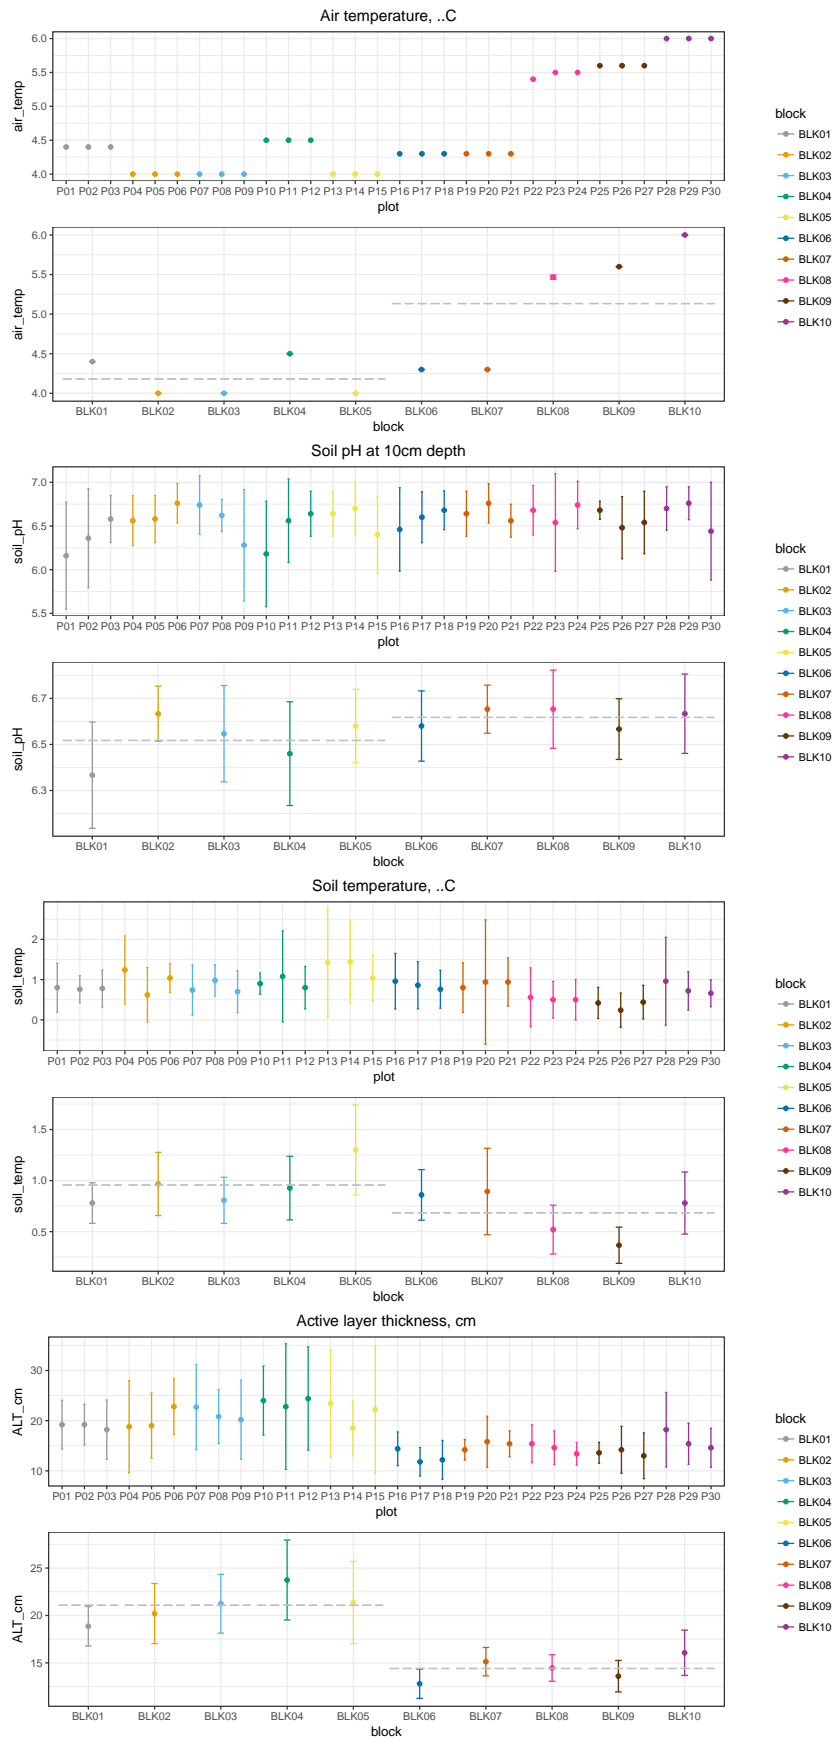 Air temperature, ..C
6.0
5.5
5.0
4.5
4.0
air_temp
P01 P02 P03 P04 P05 P06 P07 P08 P09 P10 P11 P12 P13 P14 P15 P16 P17 P18 P19 P20 P21 P22 P23 P24 P25 P26 P27 P28 P29 P30
plot
6.0
5.5
5.0
4.5
4.0
air_temp
BLK01 BLK02 BLK03 BLK04 BLK05 BLK06 BLK07 BLK08 BLK09 BLK10
block
block
BLK01
BLK02
BLK03
BLK04
BLK05
BLK06
BLK07
BLK08
BLK09
BLK10
Soil pH at 10cm depth
7.0
6.5
6.0
5.5
soil_pH
P01 P02 P03 P04 P05 P06 P07 P08 P09 P10 P11 P12 P13 P14 P15 P16 P17 P18 P19 P20 P21 P22 P23 P24 P25 P26 P27 P28 P29 P30
plot
6.7
6.5
6.3
soil_pH
BLK01 BLK02 BLK03 BLK04 BLK05 BLK06 BLK07 BLK08 BLK09 BLK10
block
block
BLK01
BLK02
BLK03
BLK04
BLK05
BLK06
BLK07
BLK08
BLK09
BLK10
Soil temperature, ..C
2
1
0
soil_temp
P01 P02 P03 P04 P05 P06 P07 P08 P09 P10 P11 P12 P13 P14 P15 P16 P17 P18 P19 P20 P21 P22 P23 P24 P25 P26 P27 P28 P29 P30
plot
1.5
1.0
0.5
soil_temp
BLK01 BLK02 BLK03 BLK04 BLK05 BLK06 BLK07 BLK08 BLK09 BLK10
block
block
BLK01
BLK02
BLK03
BLK04
BLK05
BLK06
BLK07
BLK08
BLK09
BLK10
Active layer thickness, cm
30
20
10
ALT_cm
P01 P02 P03 P04 P05 P06 P07 P08 P09 P10 P11 P12 P13 P14 P15 P16 P17 P18 P19 P20 P21 P22 P23 P24 P25 P26 P27 P28 P29 P30
plot
25
20
15
ALT_cm
BLK01 BLK02 BLK03 BLK04 BLK05 BLK06 BLK07 BLK08 BLK09 BLK10
block
block
BLK01
BLK02
BLK03
BLK04
BLK05
BLK06
BLK07
BLK08
BLK09
BLK10